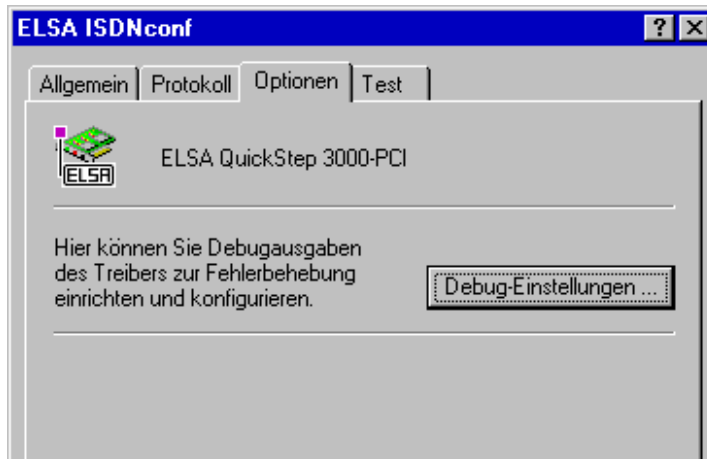 ELSA ISDNconf
Allgemein
Protokoll
Optionen
Test
ELSA
ELSA QuickStep 3000-PCI
Hier können Sie Debugausgaben
des Treibers zur Fehlerbehebung
einrichten und konfigurieren.
Debug-Einstellungen ...